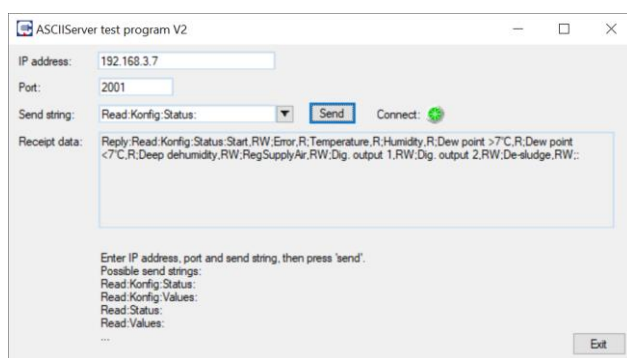 ASCIIServer test program V2
IP address: 192.168.3.7
Port: 2001
Send string: Read:Konfig:Status: Send Connect:
Receipt data: Reply:Read:Konfig:Status:Start,RW;Error,R;Temperature,R;Humidity,R;Dew point >7°C,R;Dew point
<7°C,R;Deep dehumidity,RW;RegSupplyAir,RW;Dig. output 1,RW;Dig. output 2,RW;De-sludge,RW;:
Enter IP address, port and send string, then press 'send'.
Possible send strings:
Read:Konfig:Status:
Read:Konfig:Values:
Read:Status:
Read:Values:
...
Exit